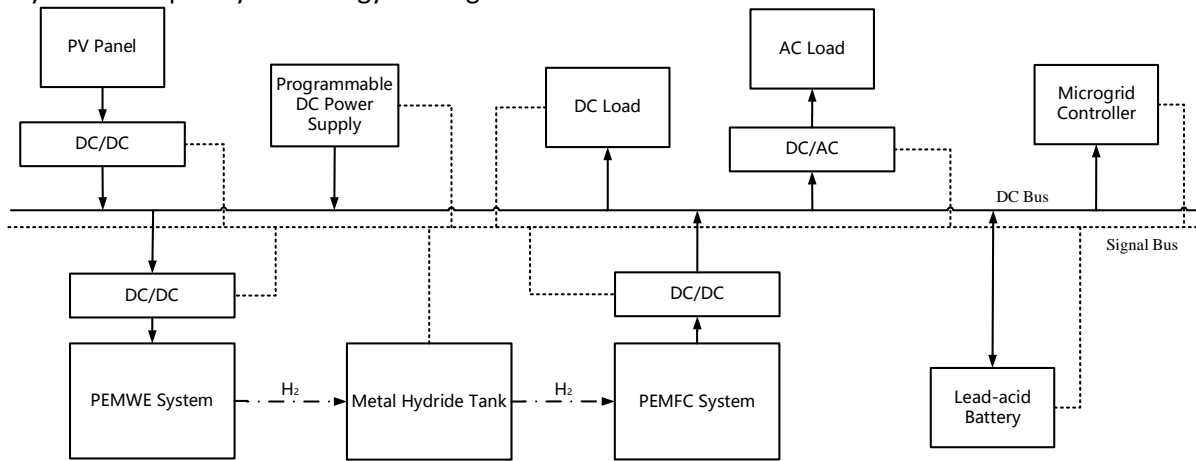 PV Panel
AC Load
Programmable
DC Power
Supply
DC Load
Microgrid
Controller
DC/DC
DC/AC
DC Bus
Signal Bus
DC/DC
DC/DC
PEMWE System
H₂
Metal Hydride Tank
H₂
PEMFC System
Lead-acid
Battery